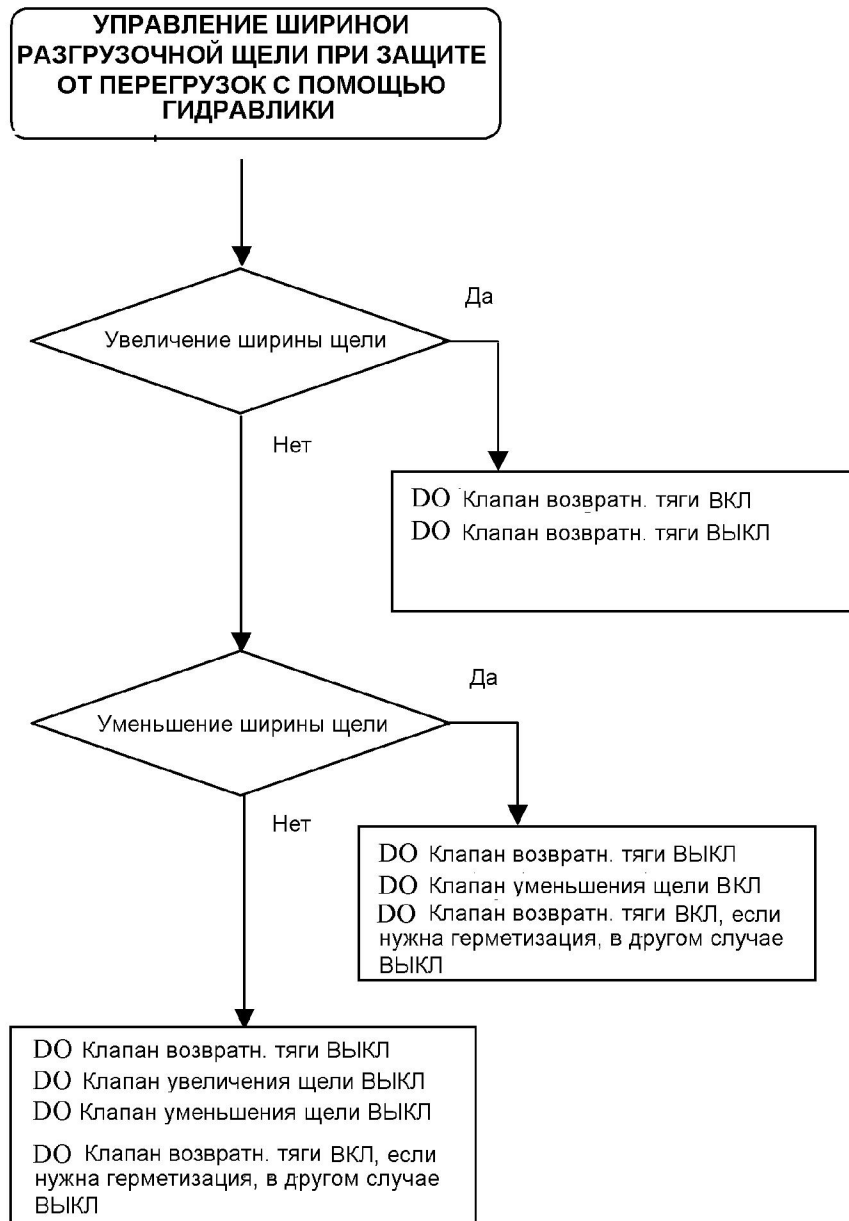 УПРАВЛЕНИЕ ШИРИНОИ
РАЗГРУЗОЧНОЙ ЩЕЛИ ПРИ ЗАЩИТЕ
ОТ ПЕРЕГРУЗОК С ПОМОЩЬЮ
ГИДРАВЛИКИ
Да
Увеличение ширины щели
Нет
DO Клапан возвратн. тяги ВКЛ
DO Клапан возвратн. тяги ВЫКЛ
Да
Уменьшение ширины щели
Нет
DO Клапан возвратн. тяги ВЫКЛ
DO Клапан уменьшения щели ВКЛ
DO Клапан возвратн. тяги ВКЛ, если
нужна герметизация, в другом случае
ВЫКЛ
DO Клапан возвратн. тяги ВЫКЛ
DO Клапан увеличения щели ВЫКЛ
DO Клапан уменьшения щели ВЫКЛ
DO Клапан возвратн. тяги ВКЛ, если
нужна герметизация, в другом случае
ВЫКЛ